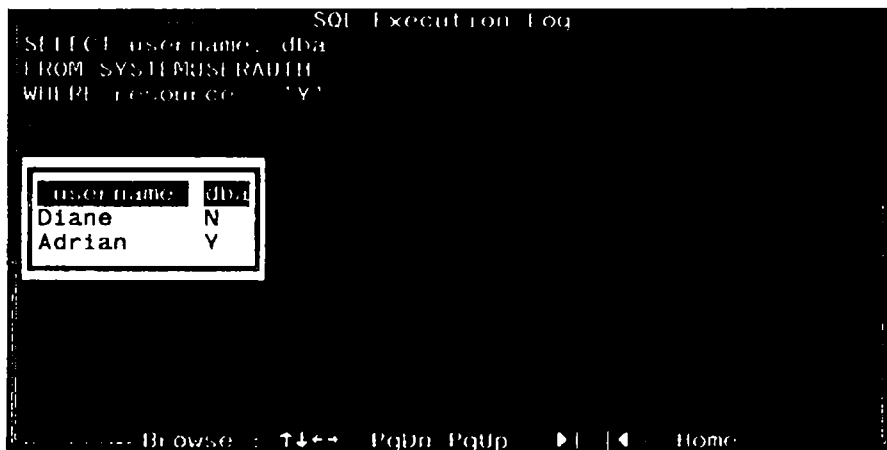 SQL Execution Log
SELECT username, dba
FROM SYSTEMUSERAUTH
WHERE resource 'Y'
username dba
Diane N
Adrian Y
Browse : ↑↓←→ PgDn PgUp ▶| |◀ Home